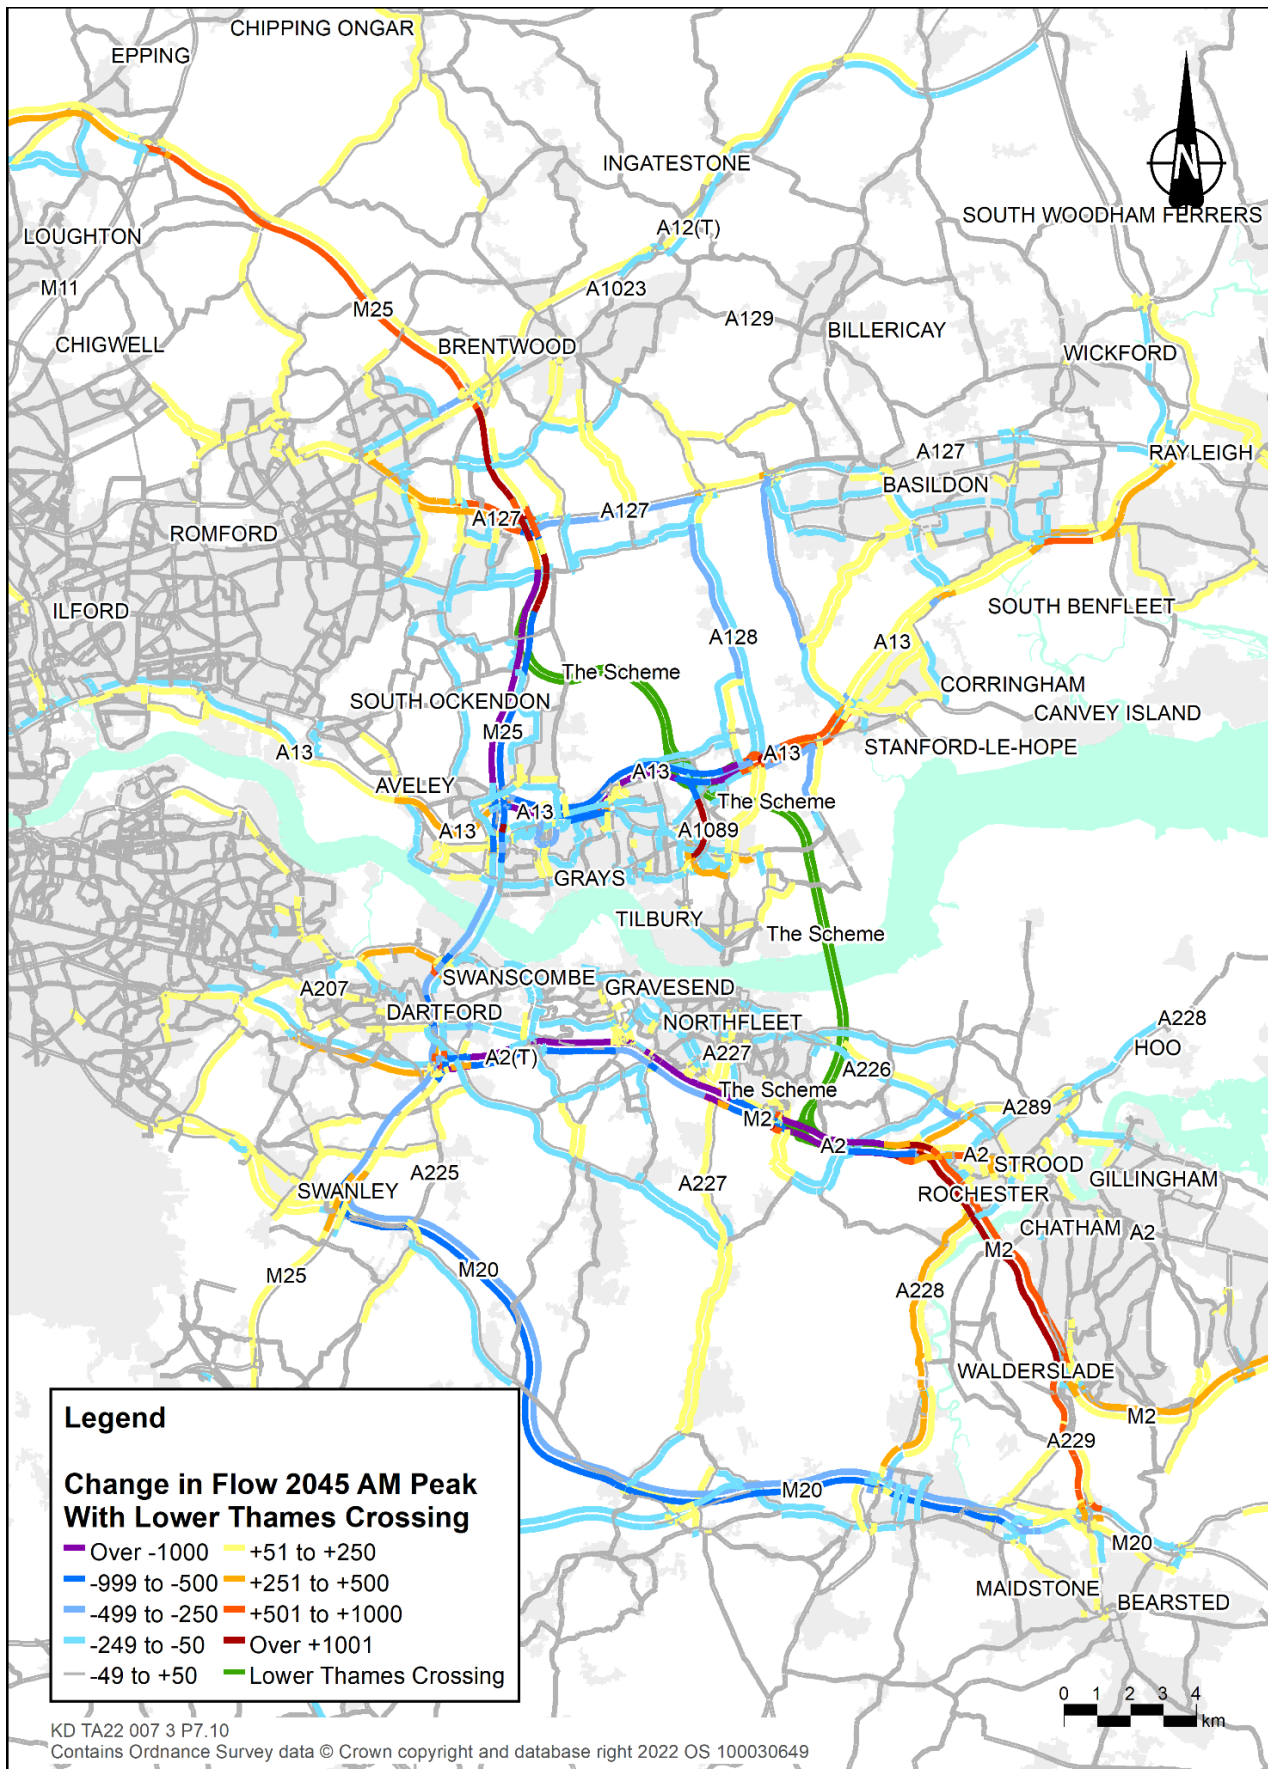 CHIPPING ONGAR
EPPING
INGATESTONE
N
SOUTH WOODHAM FERRERS
A12(T)
LOUGHTON
M11
A1023
M25
A129
BILLERICAY
CHIGWELL
BRENTWOOD
WICKFORD
A127
RAYLEIGH
BASILDON
A127
A127
ROMFORD
ILFORD
SOUTH BENFLEET
A128
A13
The Scheme
CORRINGHAM
SOUTH OCKENDON
CANVEY ISLAND
M25
STANFORD-LE-HOPE
A13
A13
A13
AVELEY
The Scheme
A13
A13
A1089
GRAYS
TILBURY
The Scheme
SWANSCOMBE
A207
GRAVESEND
DARTFORD
NORTHFLEET
A228
HOO
A2(T)
A227
A226
The Scheme
A289
M2
A2
A2
STROOD
A225
A227
GILLINGHAM
SWANLEY
ROCHESTER
CHATHAM
A2
M2
M25
M20
A228
WALDERSLADE
M2
A229
M20
M20
MAIDSTONE
BEARSTED
Legend
Change in Flow 2045 AM Peak
With Lower Thames Crossing
Over -1000
+51 to +250
-999 to -500
+251 to +500
-499 to -250
+501 to +1000
-249 to -50
Over +1001
-49 to +50
Lower Thames Crossing
0 1 2 3 4
km
KD TA22 007 3 P7.10
Contains Ordnance Survey data © Crown copyright and database right 2022 OS 100030649